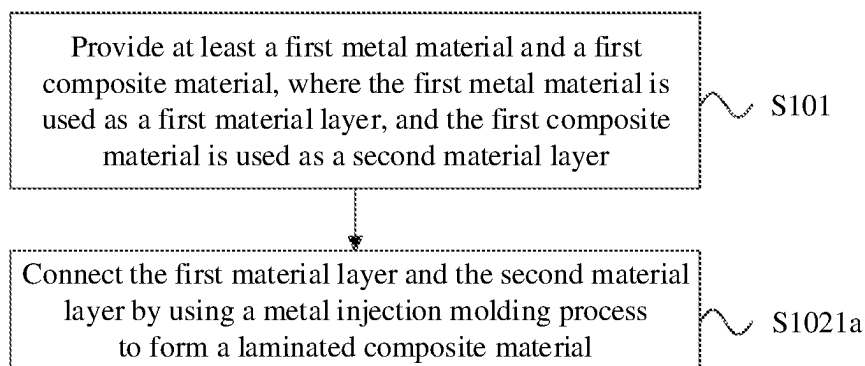 Provide at least a first metal material and a first
composite material, where the first metal material is
used as a first material layer, and the first composite
material is used as a second material layer
S101
Connect the first material layer and the second material
layer by using a metal injection molding process
to form a laminated composite material
S1021a